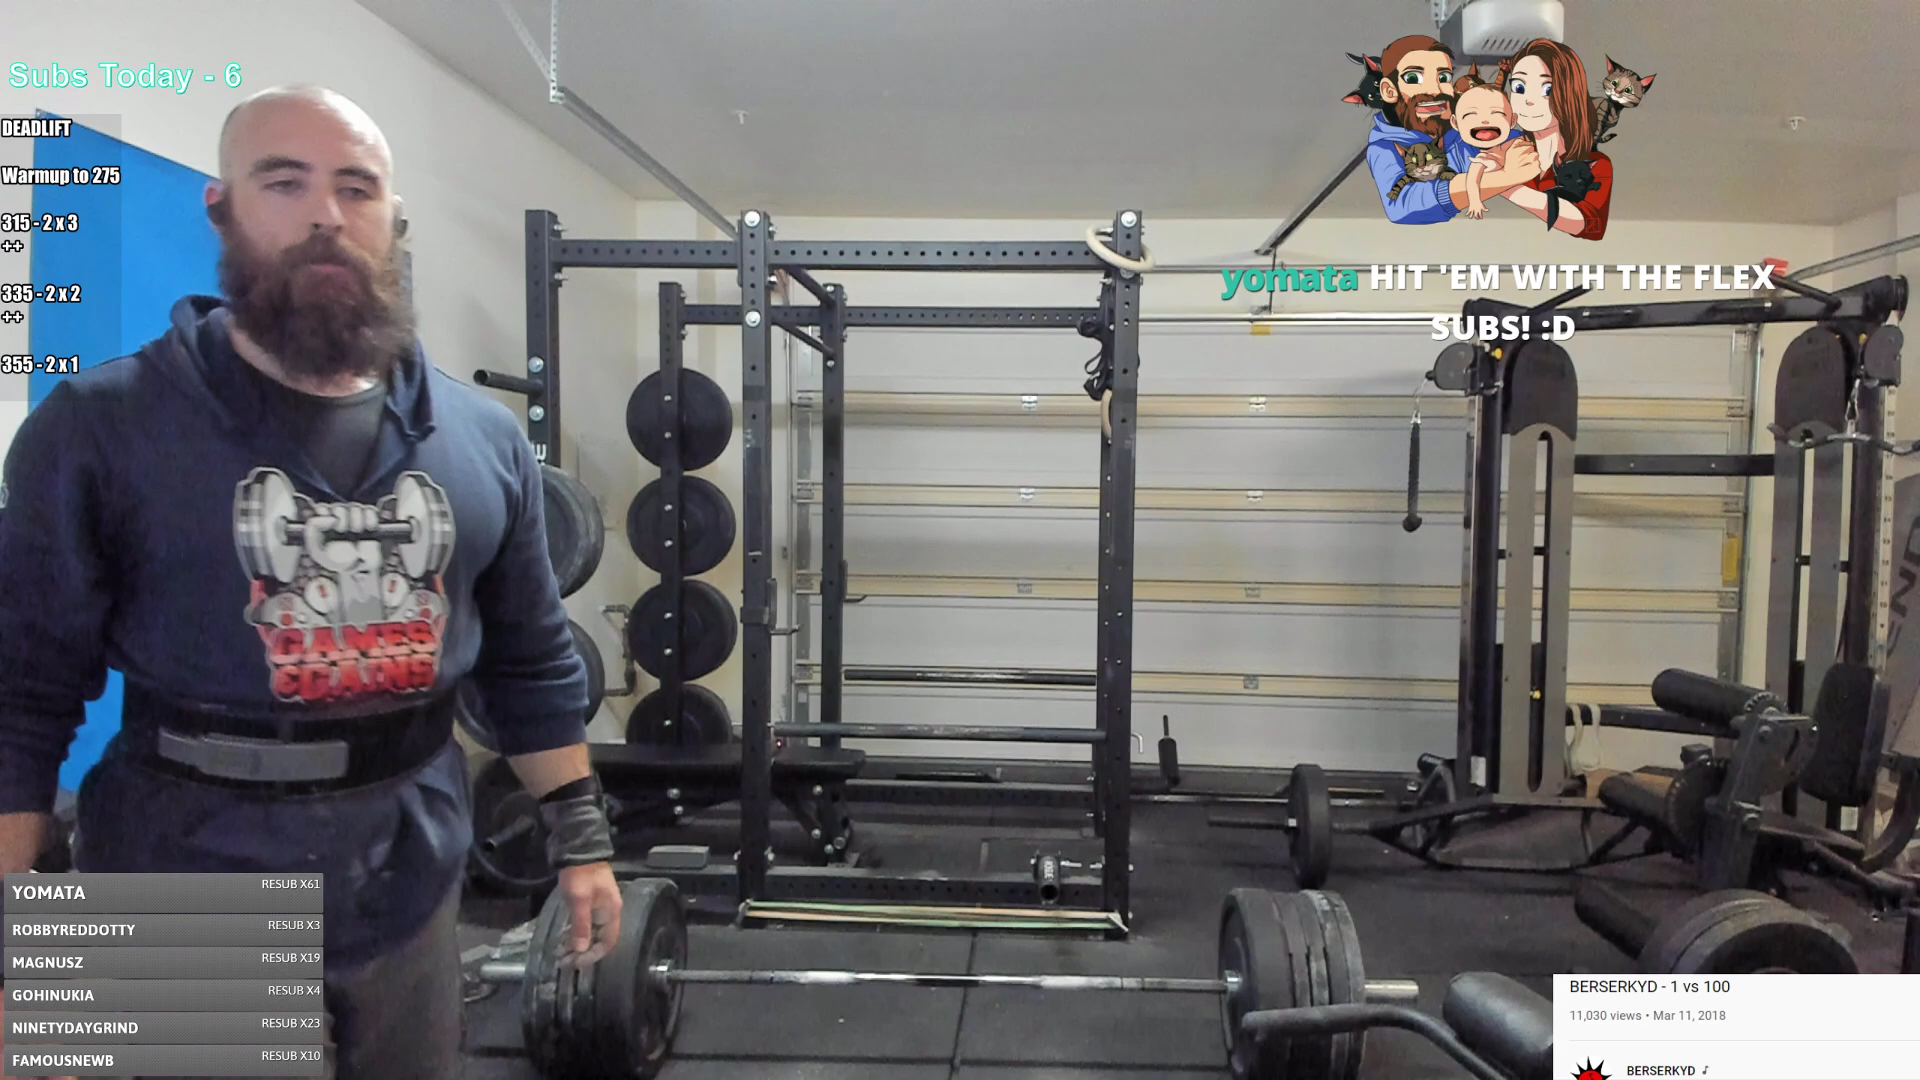 Subs Today - 6
DEADLIFT
Warmup to 275
315 - 2 x 3
++
335 - 2 x 2
++
355 - 2 x 1
yomata HIT 'EM WITH THE FLEX
SUBS! :D
GAMES
&GAINS
YOMATA RESUB X61
ROBBYREDDOTTY RESUB X3
MAGNUSZ RESUB X19
GOHINUKIA RESUB X4
NINETYDAYGRIND RESUB X23
FAMOUSNEWB RESUB X10
BERSERKYD - 1 vs 100
11,030 views • Mar 11, 2018
BERSERKYD ♪